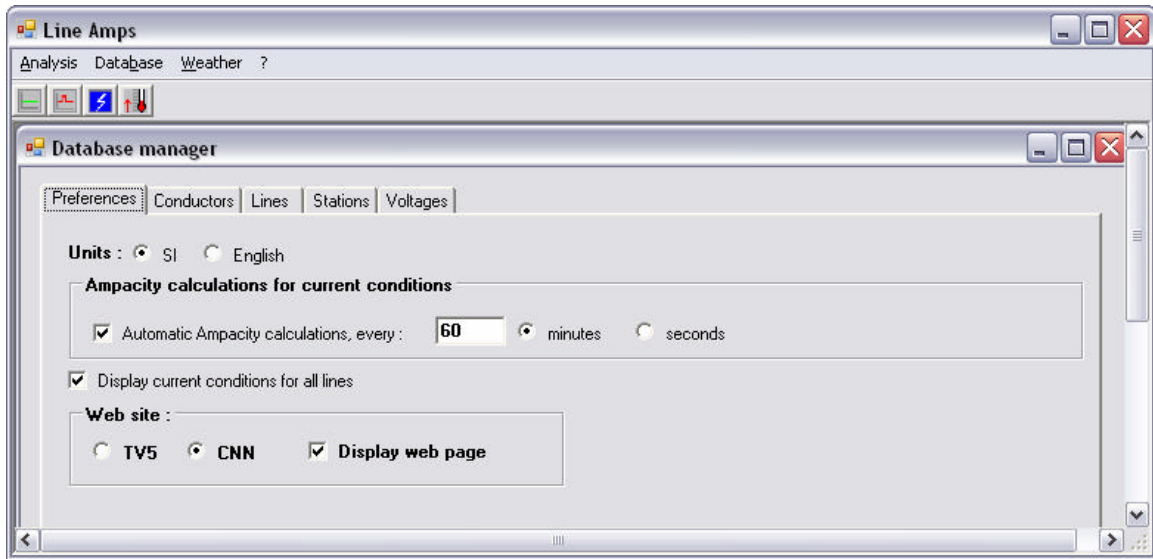 Line Amps
Analysis Database Weather ?
Database manager
Preferences Conductors Lines Stations Voltages
Units : SI English
Ampacity calculations for current conditions
Automatic Ampacity calculations, every : 60 minutes seconds
Display current conditions for all lines
Web site :
TV5 CNN Display web page